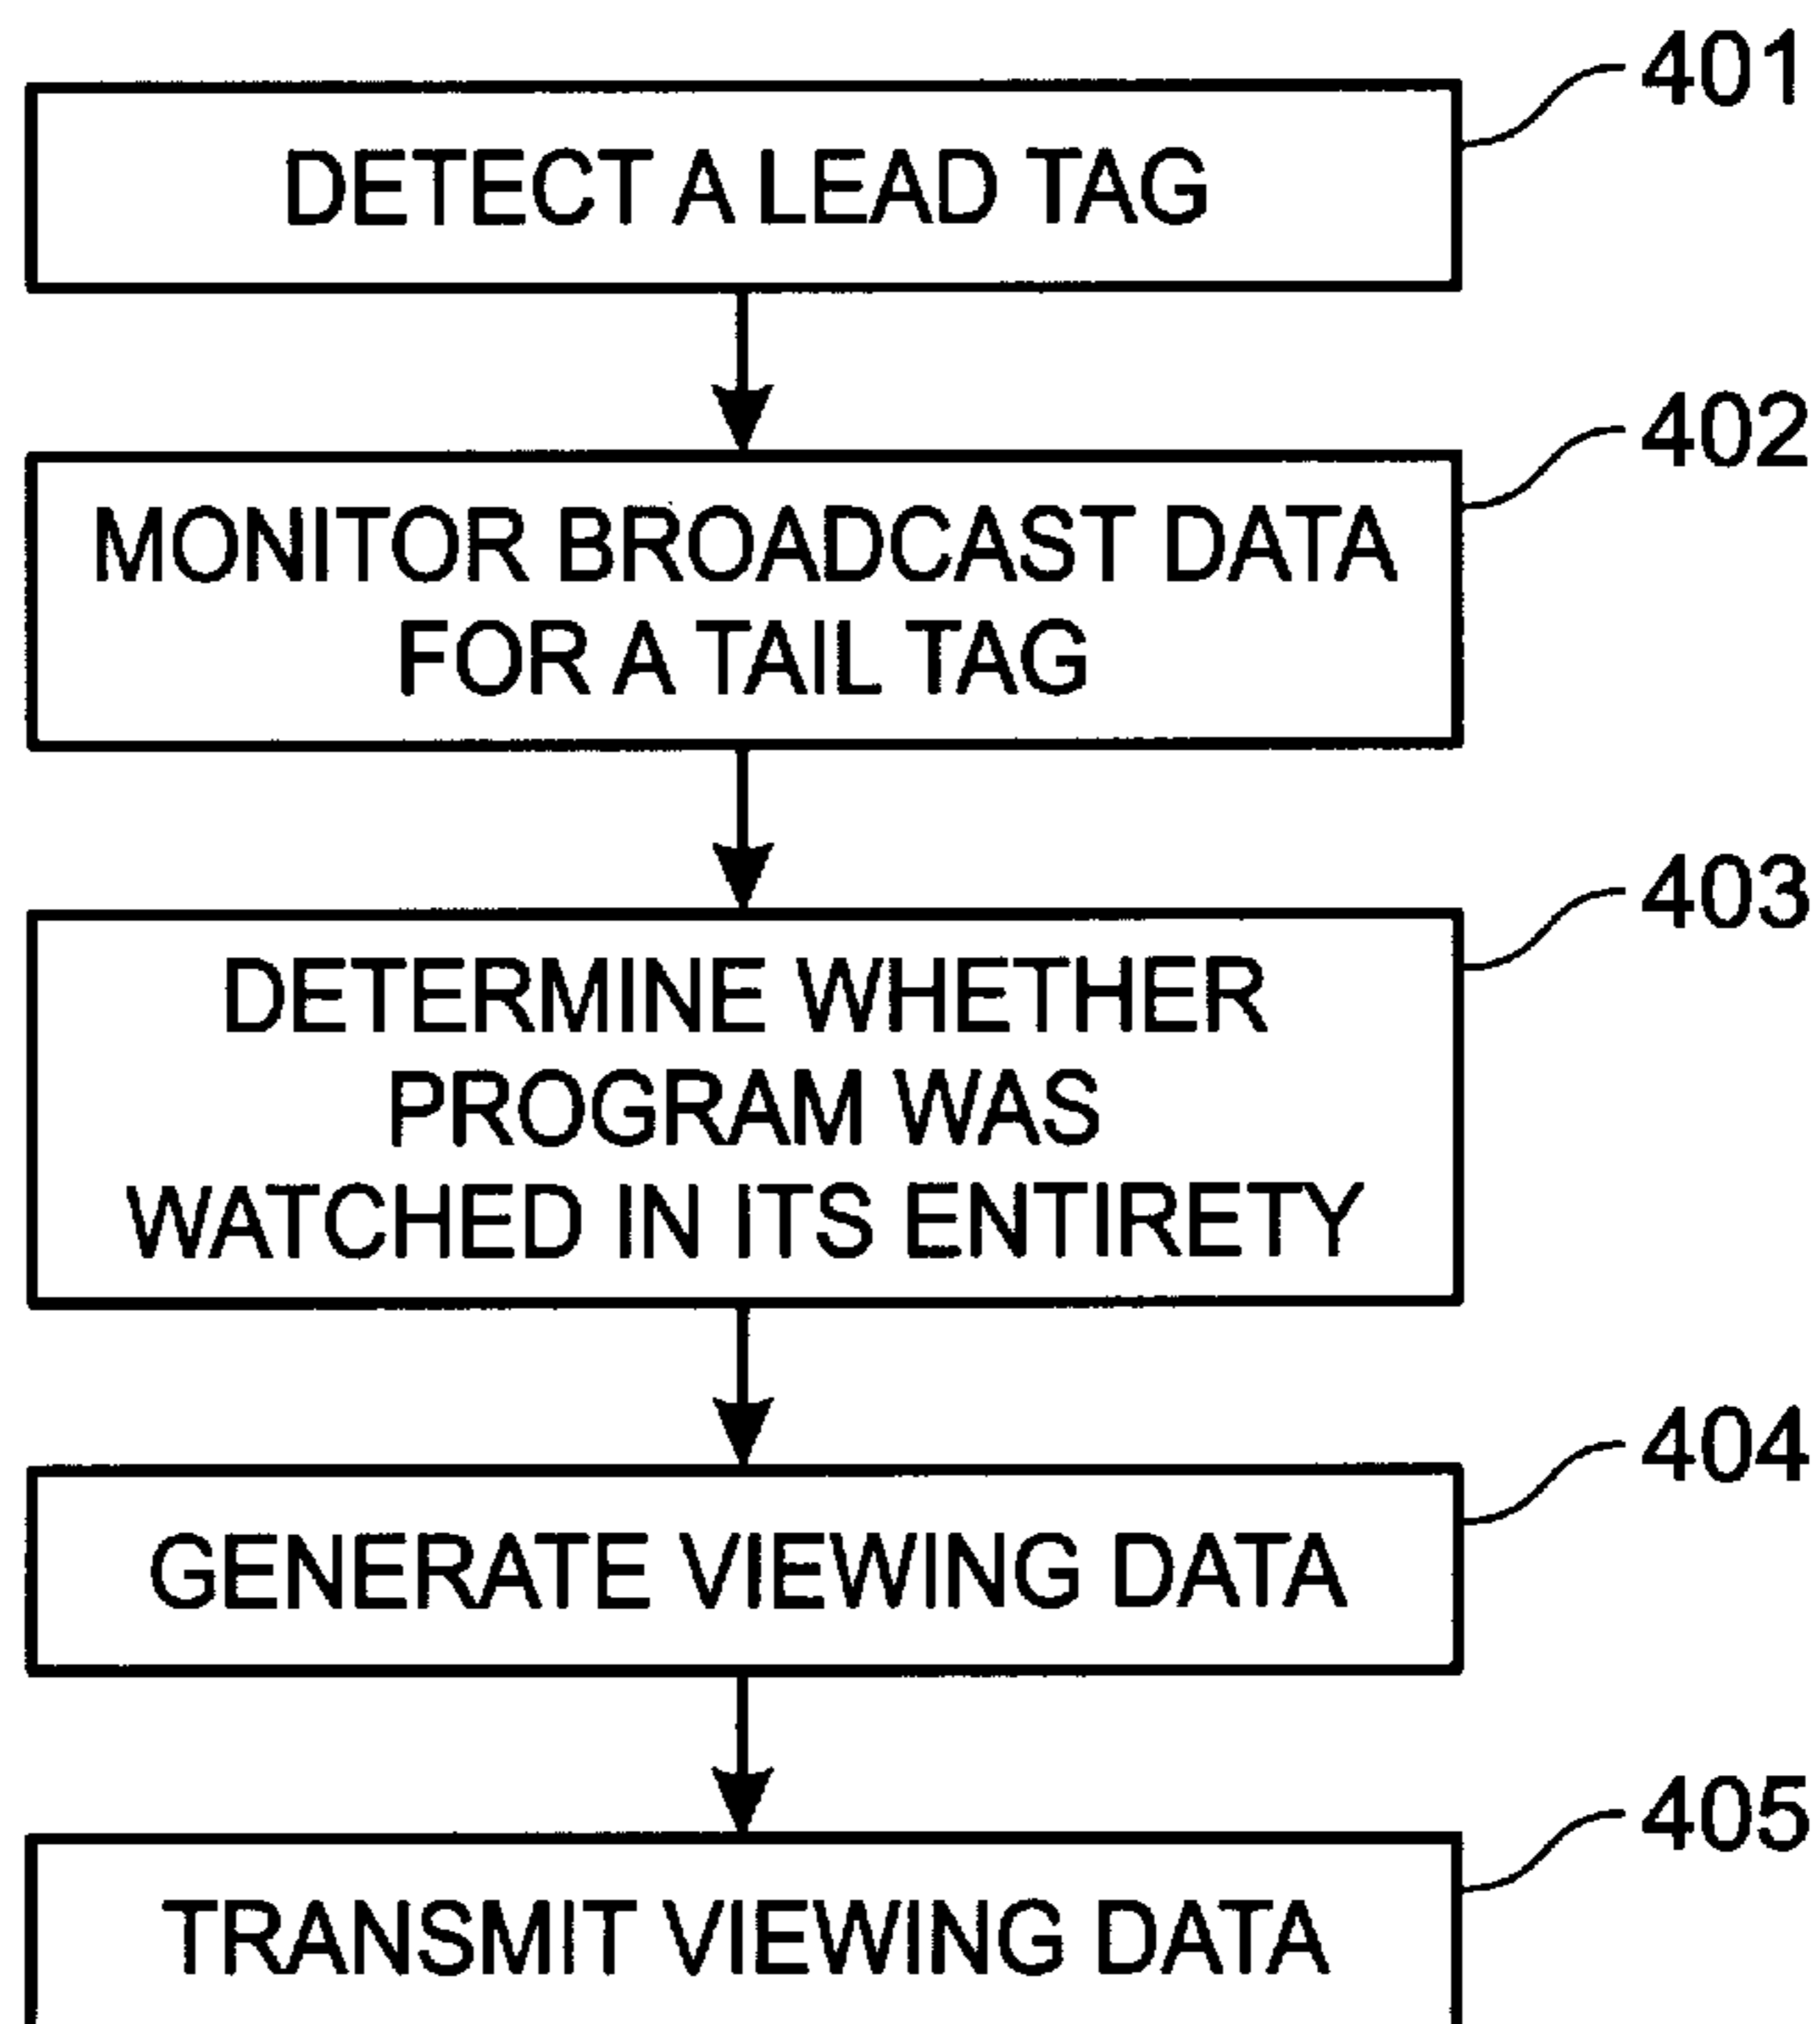 401
DETECT A LEAD TAG
402
MONITOR BROADCAST DATA
FOR A TAIL TAG
403
DETERMINE WHETHER
PROGRAM WAS
WATCHED IN ITS ENTIRETY
404
GENERATE VIEWING DATA
405
TRANSMIT VIEWING DATA